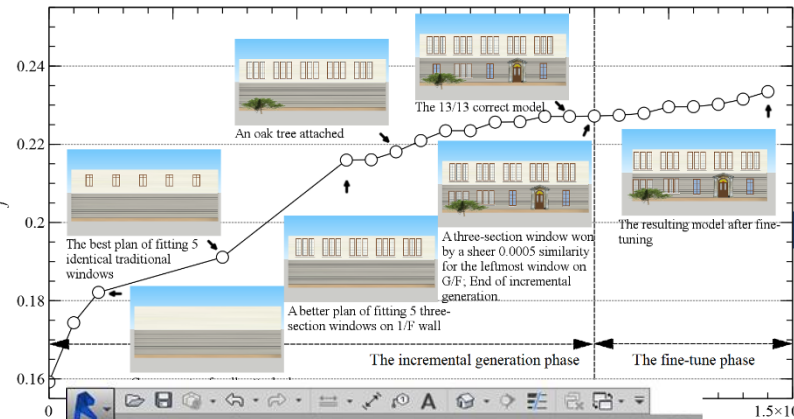 0.24
An oak tree attached
The 13/13 correct model
0.22
The best plan of fitting 5
identical traditional
windows
0.2
A better plan of fitting 5 three-
section windows on 1/F wall
A three-section window won
by a sheer 0.0005 similarity
for the leftmost window on
G/F; End of incremental
generation.
The resulting model after fine-
tuning
0.18
The incremental generation phase
The fine-tune phase
0.16
0
A
1.5×1